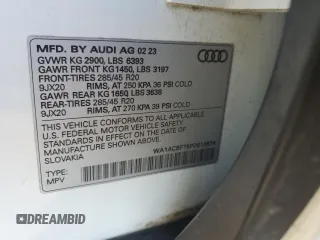 MFD. BY AUDI AG 02 23
GVWR KG 2900, LBS 6393
GAWR FRONT KG1450, LBS 3197
FRONT-TIRES 285/45 R20
9JX20 RIMS, AT 250 KPA 36 PSI COLD
GAWR REAR KG 1650 LBS 3638
REAR-TIRES 285/45 R20
9JX20 RIMS, AT 270 KPA 39 PSI COLD
THIS VEHICLE CONFORMS TO ALL APPLICABLE
U.S. FEDERAL MOTOR VEHICLE SAFETY
STANDARDS IN EFFECT ON THE DATE OF
MANUFACTURE SHOWN ABOVE.
SLOVAKIA
TYPE:
MPV
©DREAMBID
DREAMBID.COM